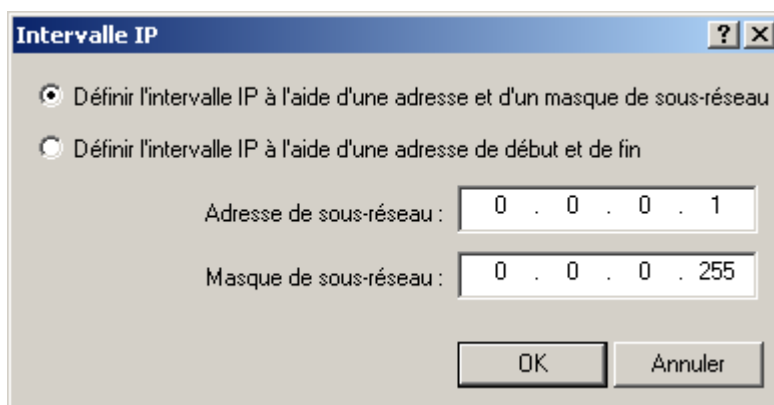 Intervalle IP
Définir l'intervalle IP à l'aide d'une adresse et d'un masque de sous-réseau
Définir l'intervalle IP à l'aide d'une adresse de début et de fin
Adresse de sous-réseau : 0 . 0 . 0 . 1
Masque de sous-réseau : 0 . 0 . 0 . 255
OK Annuler